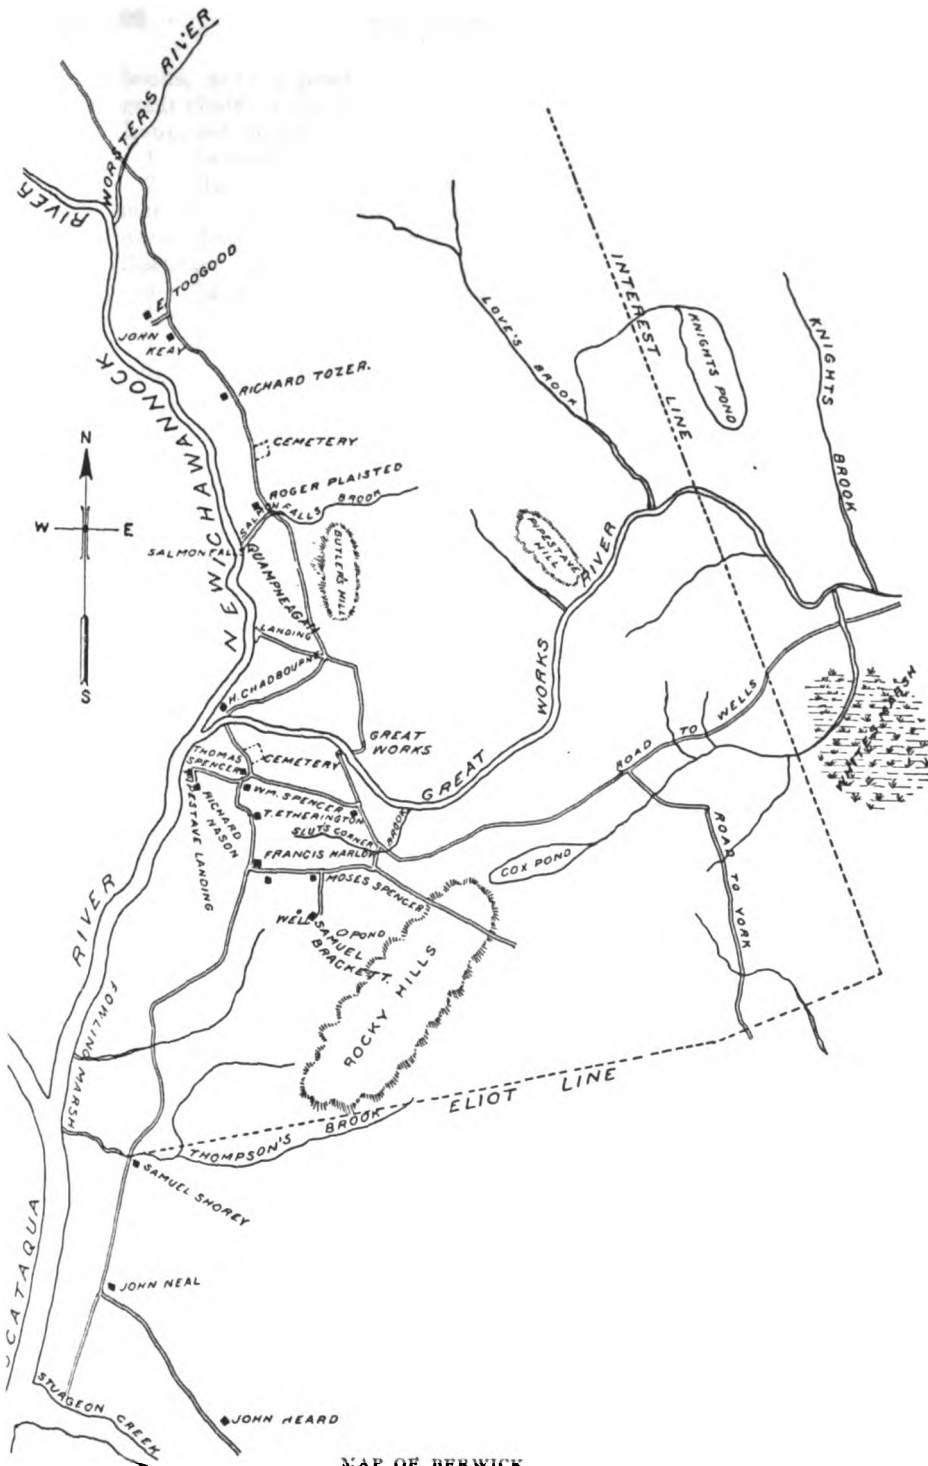 WORSTER'S RIVER
RIVER
E. TOOGOOD
JOHN
KEAY
NEWICHAWANNOCK
RICHARD TOZER.
CEMETERY
ROGER PLAISTED
SALMON FALLS BROOK
SALMON FALLS
QUAMPHEAGAN
LANDING
BUTLERS HILL
H. CHADBOURNE
N
W
E
S
LOVE'S BROOK
INTEREST LINE
KNIGHTS POND
KNIGHTS BROOK
PIPESTAVE
HILL
GREAT WORKS RIVER
GREAT
WORKS
ROAD TO WELLS
ROAD TO YORK
THOMAS
SPENCER
CEMETERY
WM. SPENCER
T. ETHERINGTON
SLUT'S CORNER
BROOK
PIPESTAVE LANDING
RICHARD
NASON
FRANCIS HARLOW
MOSES SPENCER
COX POND
WELL
POND
SAMUEL
BRACKETT.
ROCKY HILLS
RIVER
FOWLING MARSH
ELIOT LINE
THOMPSON'S BROOK
SAMUEL SHOREY
SCATAQUA
JOHN NEAL
STURGEON CREEK
JOHN HEARD
MAP OF BERWICK